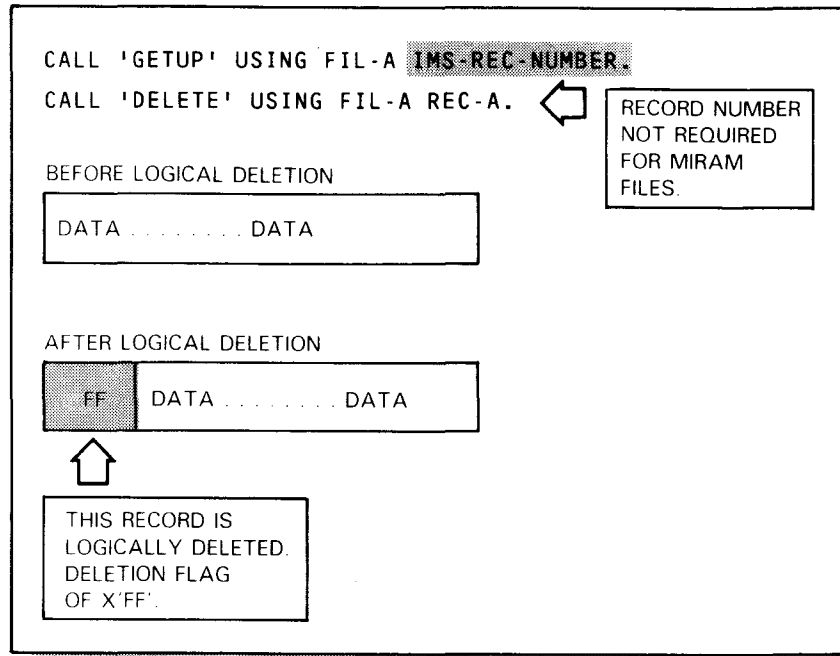 CALL 'GETUP' USING FIL-A IMS-REC-NUMBER.
CALL 'DELETE' USING FIL-A REC-A.
RECORD NUMBER
NOT REQUIRED
FOR MIRAM
FILES.
BEFORE LOGICAL DELETION
DATA ........ DATA
AFTER LOGICAL DELETION
FF DATA ........ DATA
THIS RECORD IS
LOGICALLY DELETED.
DELETION FLAG
OF X'FF'.